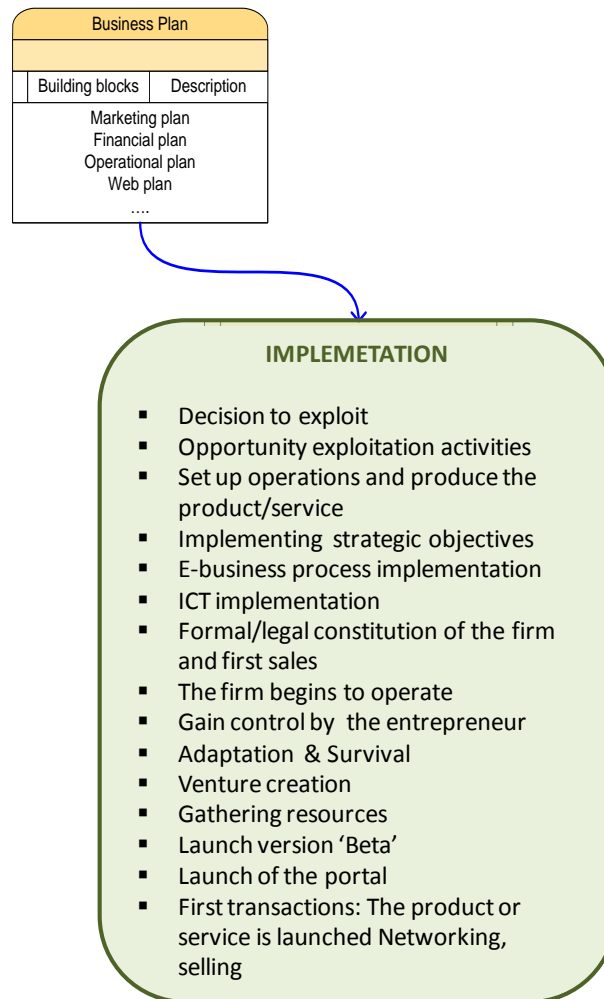 Business Plan
Building blocks Description
Marketing plan
Financial plan
Operational plan
Web plan
....
IMPLEMETATION
▪ Decision to exploit
▪ Opportunity exploitation activities
▪ Set up operations and produce the
product/service
▪ Implementing strategic objectives
▪ E-business process implementation
▪ ICT implementation
▪ Formal/legal constitution of the firm
and first sales
▪ The firm begins to operate
▪ Gain control by the entrepreneur
▪ Adaptation & Survival
▪ Venture creation
▪ Gathering resources
▪ Launch version ‘Beta’
▪ Launch of the portal
▪ First transactions: The product or
service is launched Networking,
selling